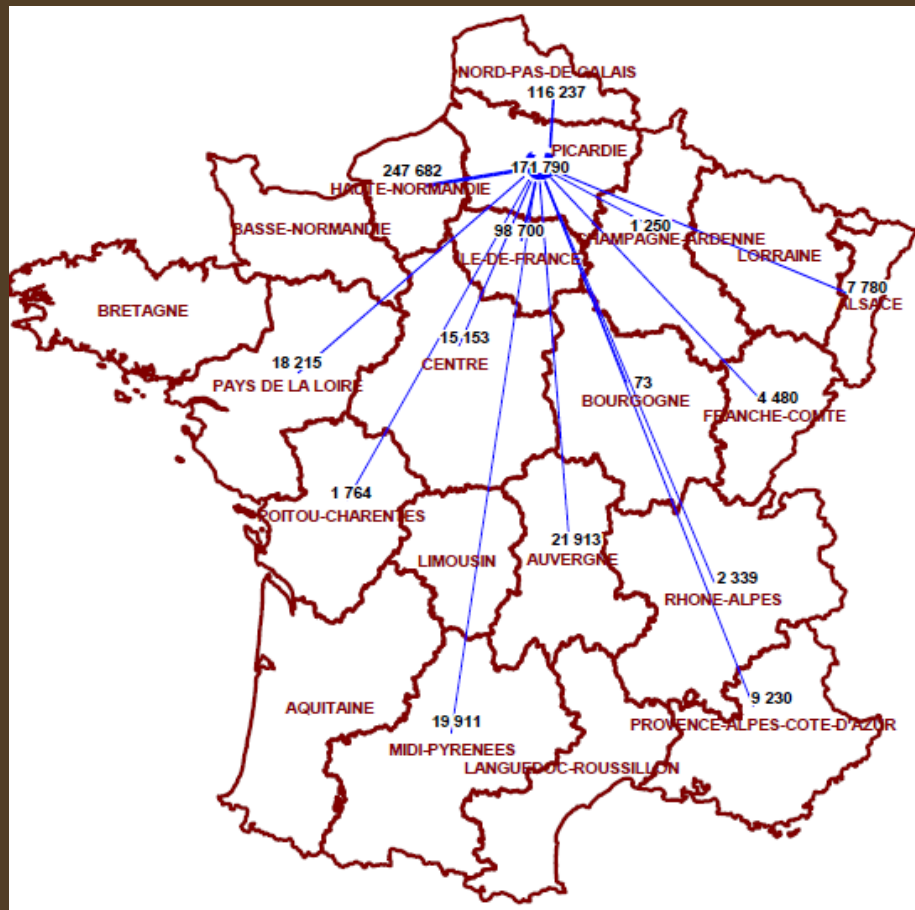 NORD-PAS-DE-CALAIS
116 237
PICARDIE
171 790
247 682
HAUTE-NORMANDIE
BASSE-NORMANDIE
98 700
ILE-DE-FRANCE
1 250
CHAMPAGNE-ARDENNE
LORRAINE
7 780
ALSACE
BRETAGNE
18 215
PAYS DE LA LOIRE
15 153
CENTRE
73
BOURGOGNE
4 480
FRANCHE-COMTE
1 764
POITOU-CHARENTES
LIMOUSIN
21 913
AUVERGNE
2 339
RHONE-ALPES
AQUITAINE
19 911
MIDI-PYRENEES
LANGUEDOC-ROUSSILLON
9 230
PROVENCE-ALPES-COTE-D'AZUR